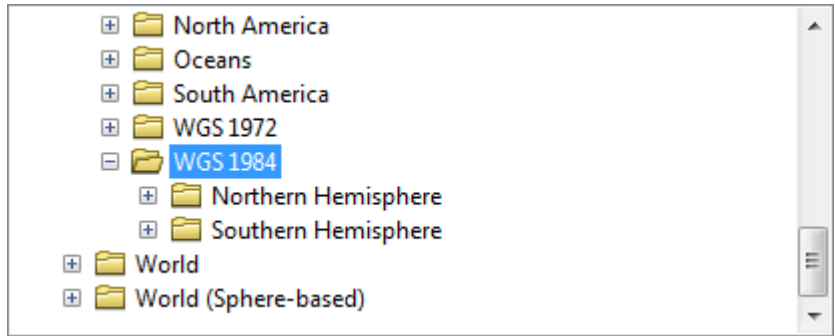 North America
Oceans
South America
WGS 1972
WGS 1984
Northern Hemisphere
Southern Hemisphere
World
World (Sphere-based)